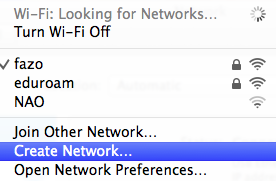 Wi-Fi: Looking for Networks...
Turn Wi-Fi Off
✓ fazo
eduroam
NAO
Join Other Network...
Create Network...
Open Network Preferences...